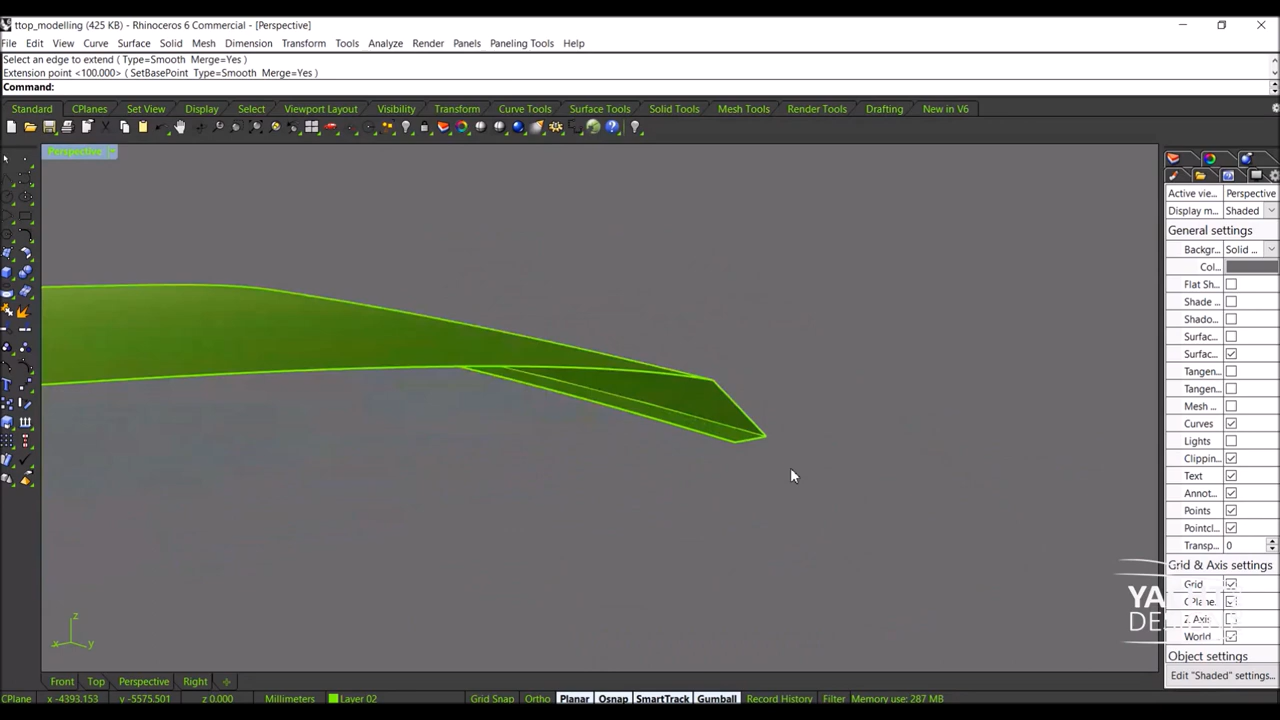 ttop_modelling (425 KB) - Rhinoceros 6 Commercial - [Perspective]
File Edit View Curve Surface Solid Mesh Dimension Transform Tools Analyze Render Panels Paneling Tools Help
Select an edge to extend ( Type=Smooth Merge=Yes )
Extension point <100.000> ( SetBasePoint Type=Smooth Merge=Yes )
Command:
Standard CPlanes Set View Display Select Viewport Layout Visibility Transform Curve Tools Surface Tools Solid Tools Mesh Tools Render Tools Drafting New in V6
Perspective
Active vie... Perspective
Display m... Shaded
General settings
Backgr... Solid ...
Col...
Flat Sh...
Shade ...
Shado...
Surfac...
Surfac...
Tangen...
Tangen...
Mesh ...
Curves
Lights
Clippin...
Text
Annot...
Points
Pointcl...
Transp... 0
Grid & Axis settings
Grid
CPlane.
Z Axis
World
YA
DE
Object settings
Edit "Shaded" settings...
z
x y
Front Top Perspective Right
CPlane x -4393.153 y -5575.501 z 0.000 Millimeters Layer 02 Grid Snap Ortho Planar Osnap SmartTrack Gumball Record History Filter Memory use: 287 MB